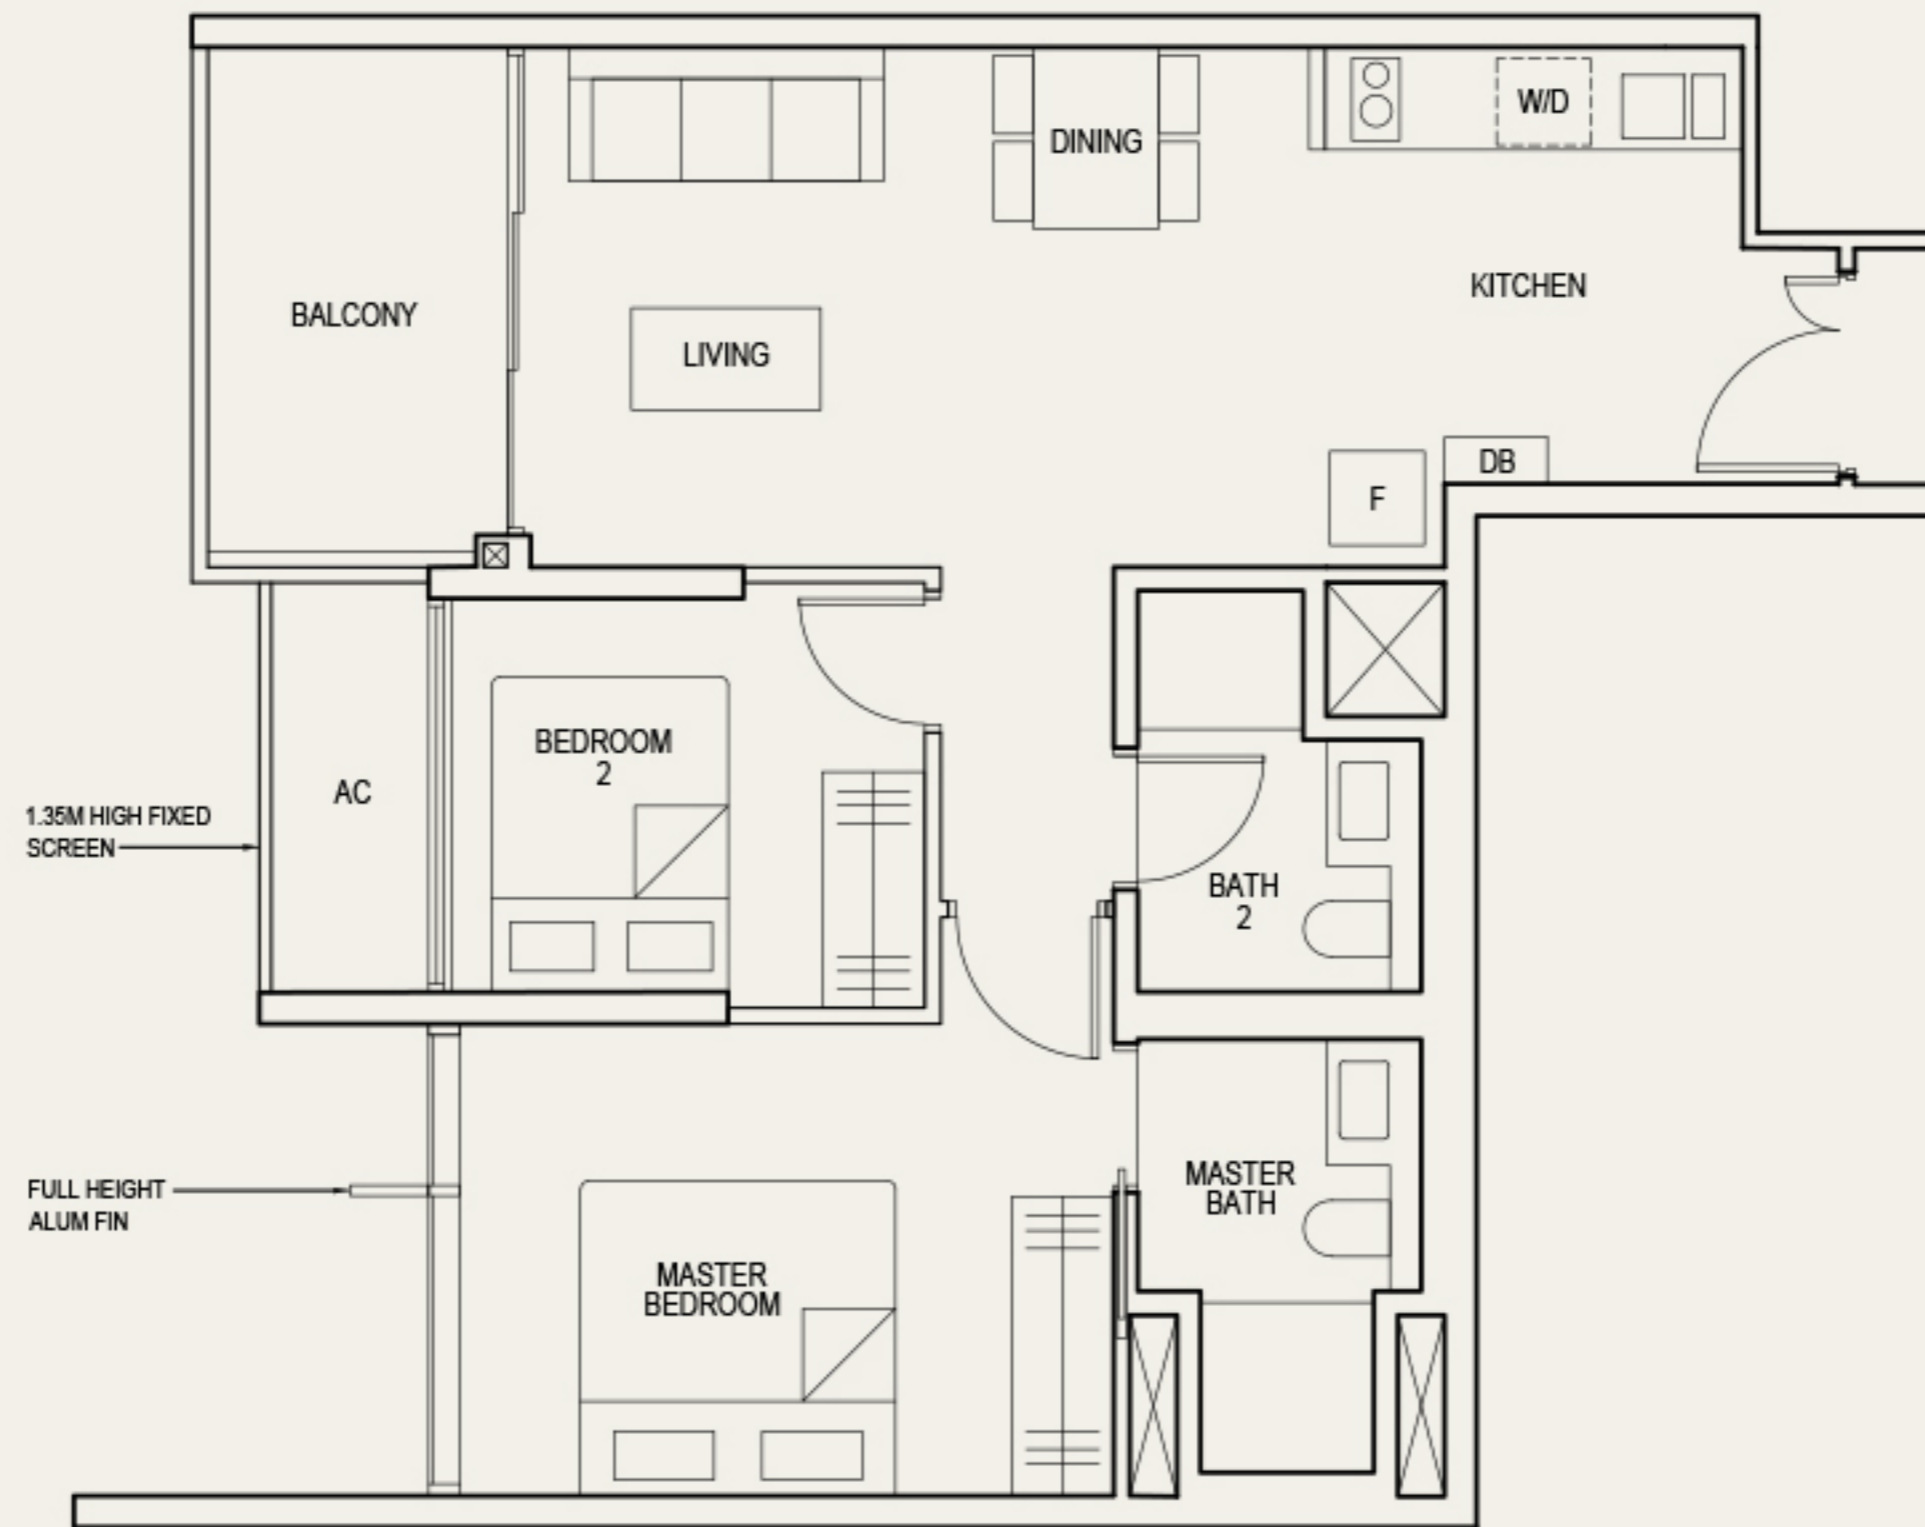 W/D
DINING
KITCHEN
BALCONY
LIVING
DB
F
BEDROOM
2
AC
1.35M HIGH FIXED
SCREEN
BATH
2
MASTER
BATH
FULL HEIGHT
ALUM FIN
MASTER
BEDROOM